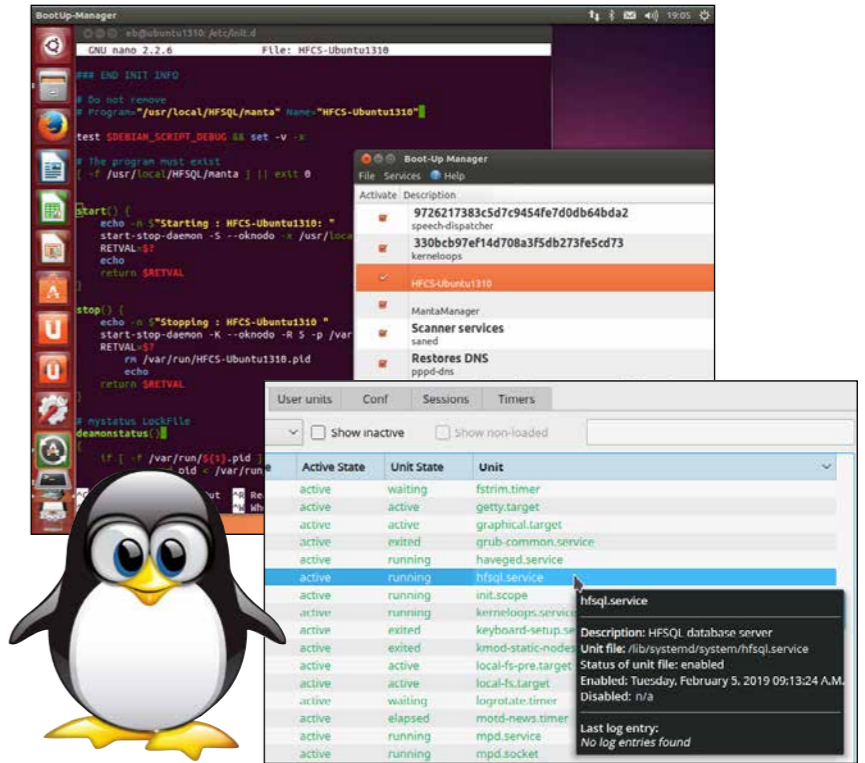 BootUp-Manager
19:05
eb@ubuntu1310: /etc/init.d
GNU nano 2.2.6 File: HFCS-Ubuntu1310
### END INIT INFO
# Do not remove
# Program="/usr/local/HFSQL/manta" Name="HFCS-Ubuntu1310"
test $DEBIAN_SCRIPT_DEBUG && set -v -x
# The program must exist
[ -f /usr/local/HFSQL/manta ] || exit 0
start() {
echo -n $"Starting : HFCS-Ubuntu1310: "
start-stop-daemon -S --oknodo -x /usr/loca
RETVAL=$?
echo
return $RETVAL
}
stop() {
echo -n $"Stopping : HFCS-Ubuntu1310 "
start-stop-daemon -K --oknodo -R 5 -p /var
RETVAL=$?
rm /var/run/HFCS-Ubuntu1310.pid
echo
return $RETVAL
}
# mystatus LockFile
deamonstatus()
{
if [ -f /var/run/${1}.pid ]
pid < /var/run
Boot-Up Manager
File Services Help
Activate Description
9726217383c5d7c9454fe7d0db64bda2
speech-dispatcher
330bcb97ef14d708a3f5db273fe5cd73
kerneloops
HFCS-Ubuntu1310
MantaManager
Scanner services
saned
Restores DNS
pppd-dns
User units Conf Sessions Timers
Show inactive Show non-loaded
Active State Unit State Unit
active waiting fstrim.timer
active active getty.target
active active graphical.target
active exited grub-common.service
active running haveged.service
active running hfsql.service
active running init.scope
active running kerneloops.service
active exited keyboard-setup.se
active exited kmod-static-nodes
active active local-fs-pre.target
active active local-fs.target
active waiting logrotate.timer
active elapsed motd-news.timer
active running mpd.service
active running mpd.socket
hfsql.service
Description: HFSQL database server
Unit file: /lib/systemd/system/hfsql.service
Status of unit file: enabled
Enabled: Tuesday, February 5, 2019 09:13:24 A.M.
Disabled: n/a
Last log entry:
No log entries found